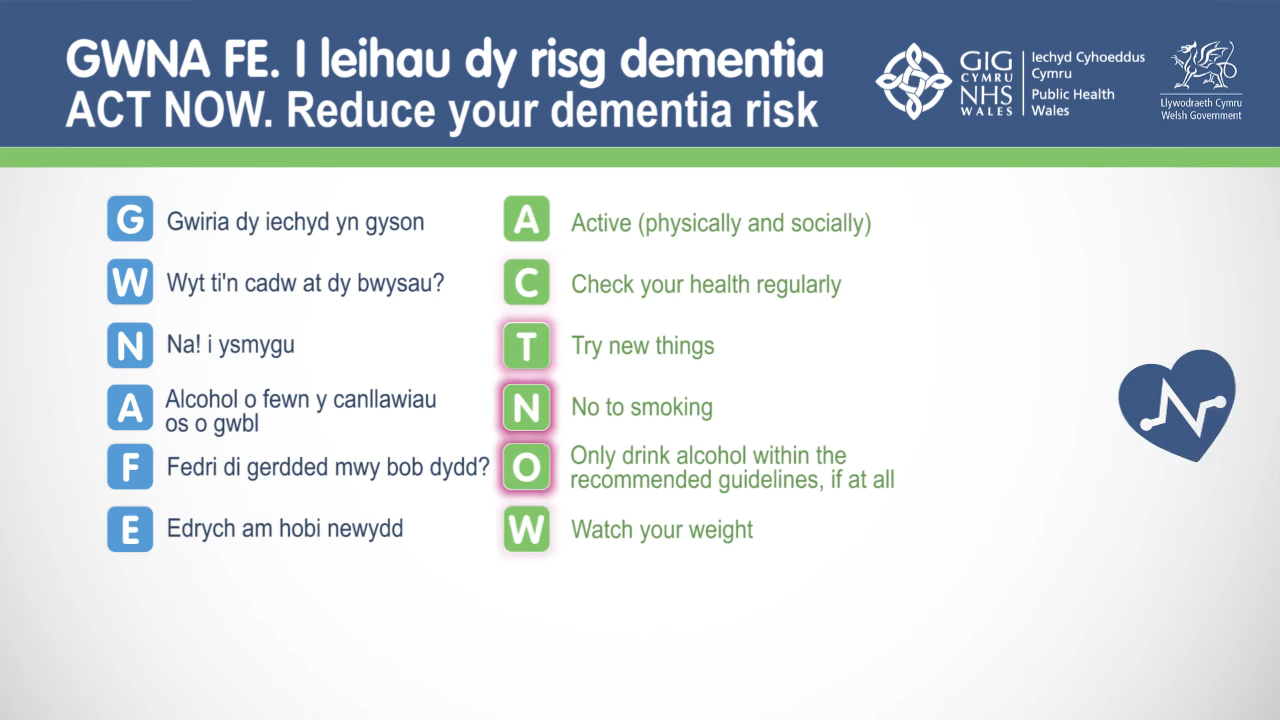 GWNA FE. I leihau dy risg dementia
ACT NOW. Reduce your dementia risk
GIG
CYMRU
NHS
WALES
Iechyd Cyhoeddus
Cymru
Public Health
Wales
Llywodraeth Cymru
Welsh Government
G Gwiria dy iechyd yn gyson
W Wyt ti'n cadw at dy bwysau?
N Na! i ysmygu
A Alcohol o fewn y canllawiau
os o gwbl
F Fedri di gerdded mwy bob dydd?
E Edrych am hobi newydd
A Active (physically and socially)
C Check your health regularly
T Try new things
N No to smoking
O Only drink alcohol within the
recommended guidelines, if at all
W Watch your weight